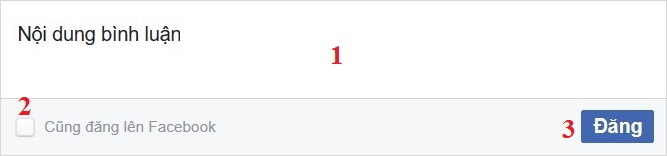 Nội dung bình luận
1
2
Cũng đăng lên Facebook
3 Đăng